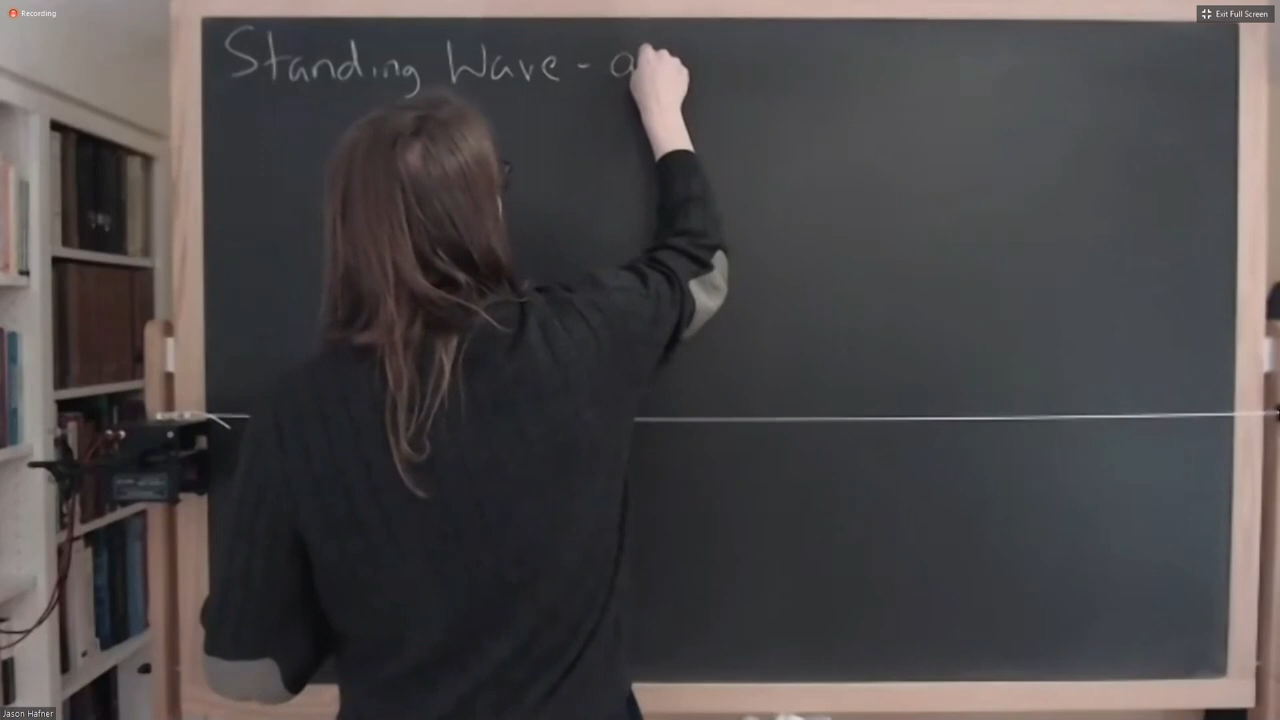 Recording
Exit Full Screen
Standing Wave - a
Jason Hafner